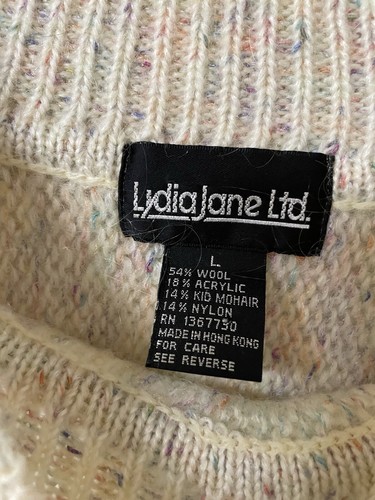 LydiaJane Ltd.
L
54% WOOL
18% ACRYLIC
14% KID MOHAIR
14% NYLON
RN 1367730
MADE IN HONG KONG
FOR CARE
SEE REVERSE